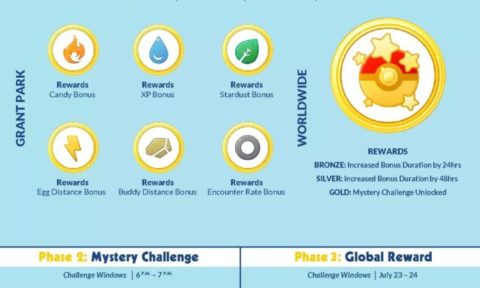 GRANT PARK
Rewards
Candy Bonus
Rewards
XP Bonus
Rewards
Stardust Bonus
Rewards
Egg Distance Bonus
Rewards
Buddy Distance Bonus
Rewards
Encounter Rate Bonus
WORLDWIDE
REWARDS
BRONZE: Increased Bonus Duration by 24hrs
SILVER: Increased Bonus Duration by 48hrs
GOLD: Mystery Challenge Unlocked
Phase 2: Mystery Challenge
Challenge Windows | 6 P.M. – 7 P.M.
Phase 3: Global Reward
Challenge Windows | July 23 – 24